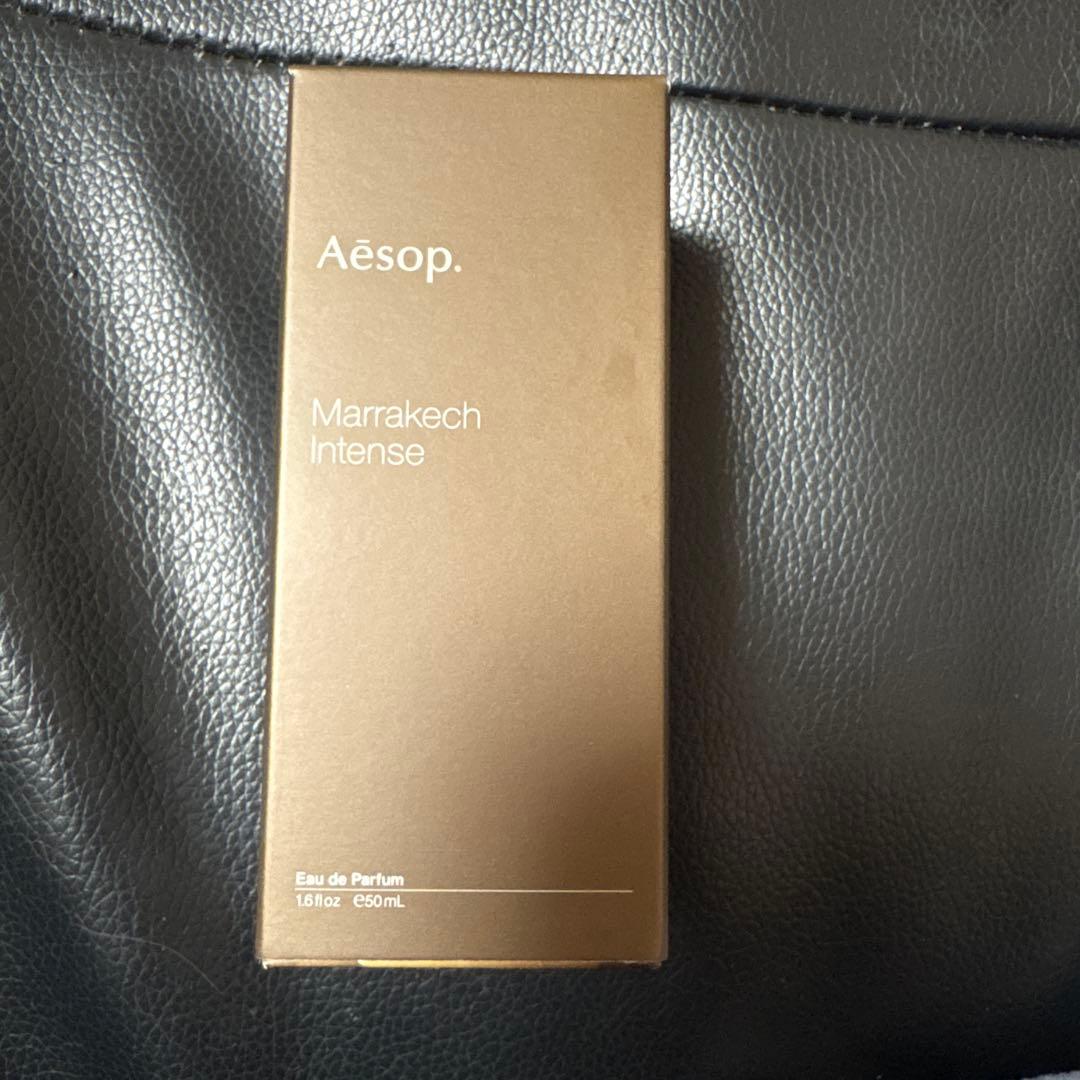 Aēsop.
Marrakech
Intense
Eau de Parfum
1.6 fl oz ℮50 mL